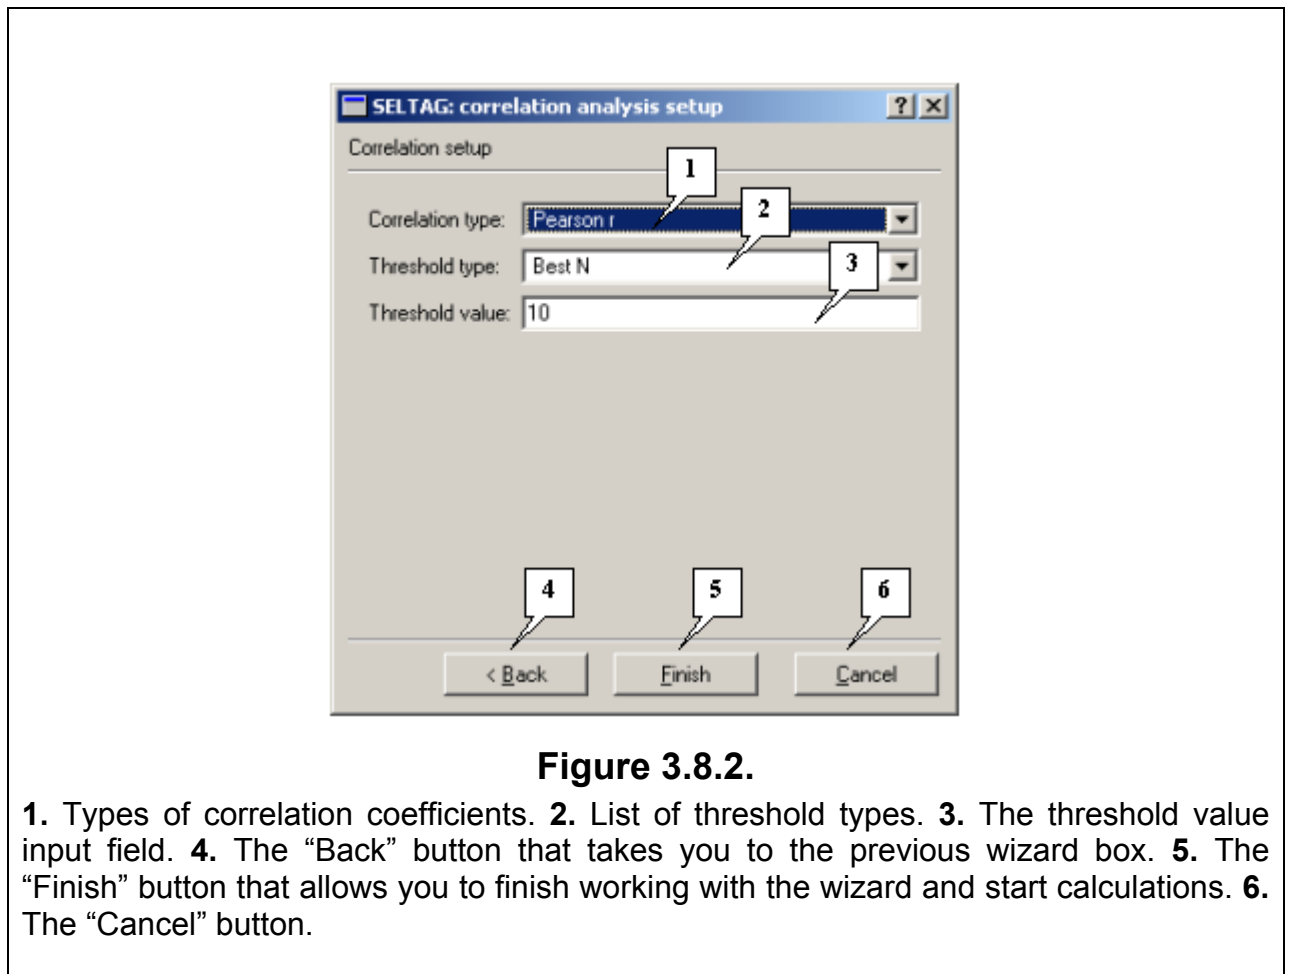 SELTAG: correlation analysis setup
Correlation setup
1
Correlation type: Pearson r
2
Threshold type: Best N
3
Threshold value: 10
4
5
6
< Back Finish Cancel
Figure 3.8.2.
1. Types of correlation coefficients. 2. List of threshold types. 3. The threshold value
input field. 4. The “Back” button that takes you to the previous wizard box. 5. The
“Finish” button that allows you to finish working with the wizard and start calculations. 6.
The “Cancel” button.